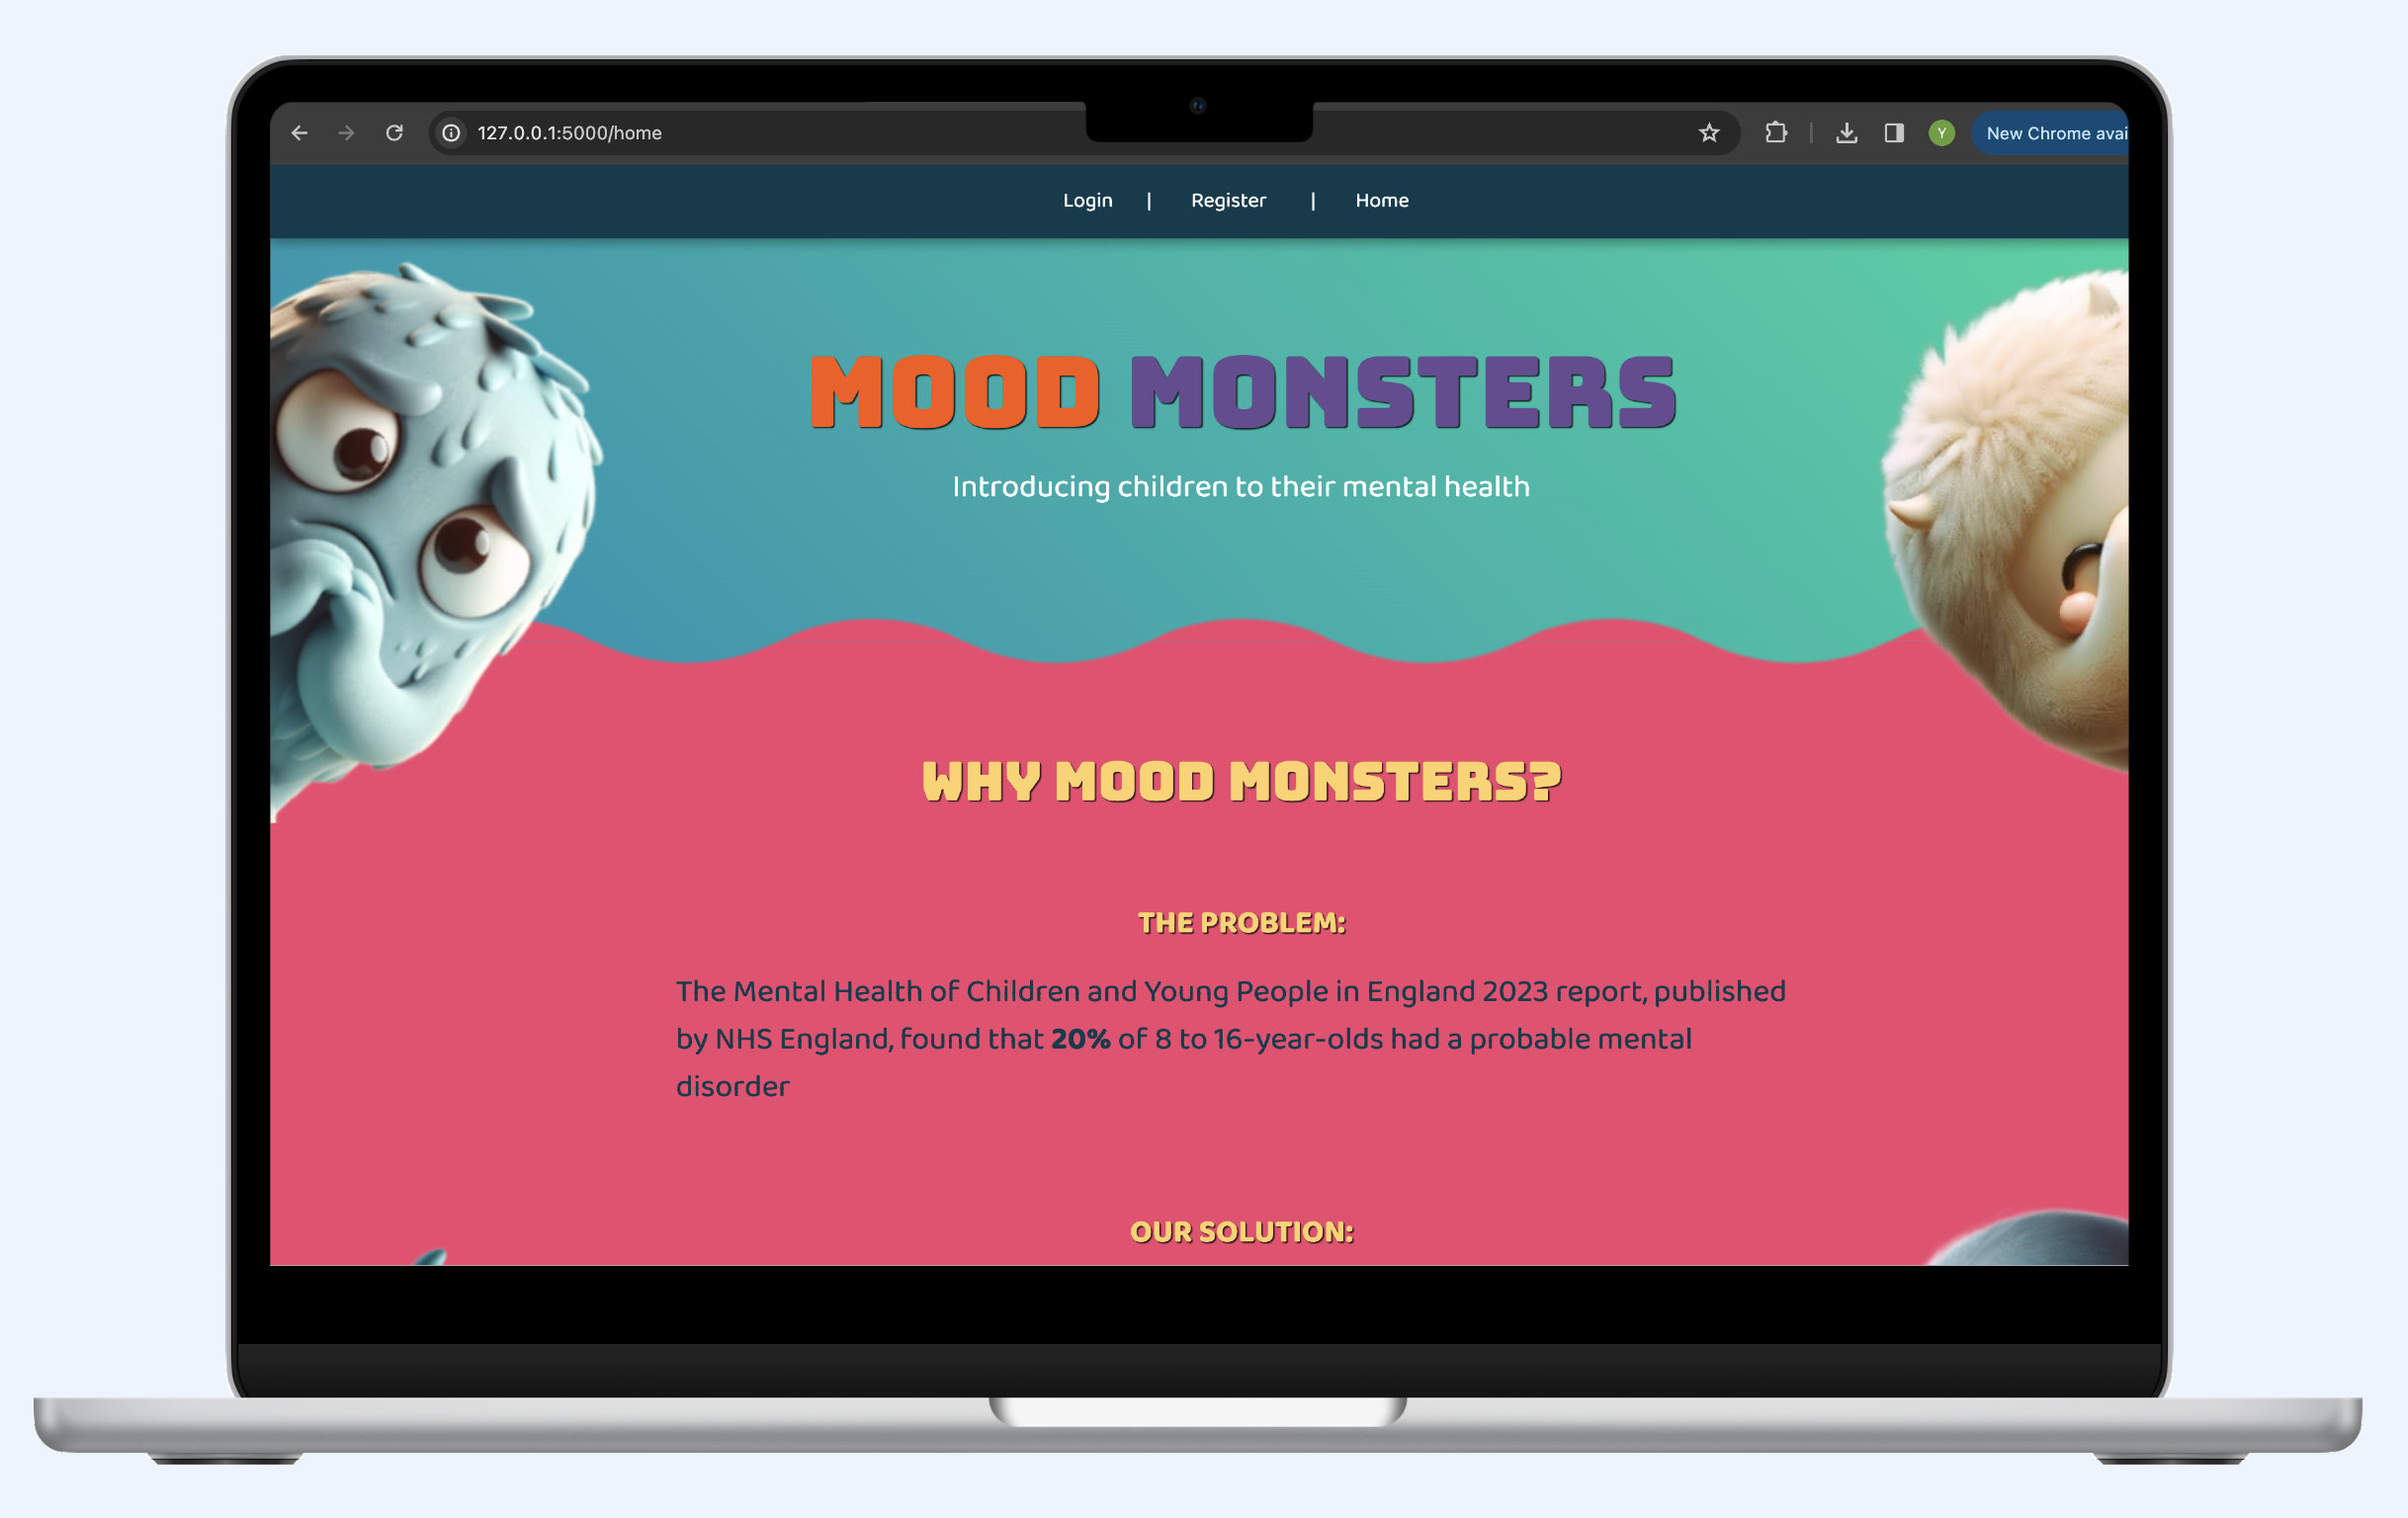 127.0.0.1:5000/home
Y
New Chrome avai
Login | Register | Home
MOOD MONSTERS
Introducing children to their mental health
WHY MOOD MONSTERS?
THE PROBLEM:
The Mental Health of Children and Young People in England 2023 report, published
by NHS England, found that 20% of 8 to 16-year-olds had a probable mental
disorder
OUR SOLUTION: